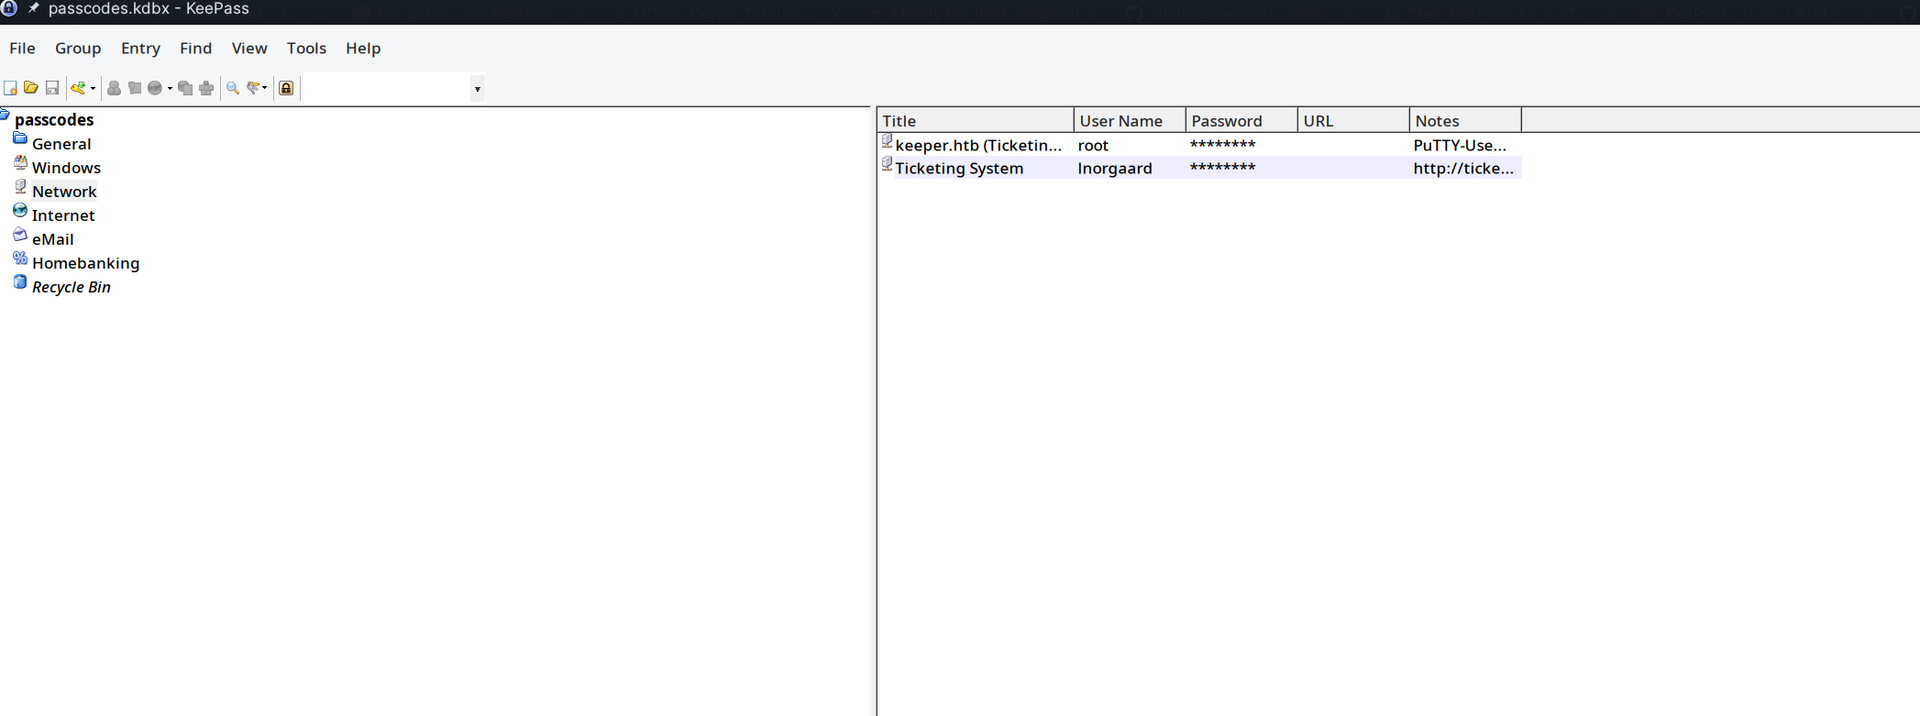 passcodes.kdbx - KeePass
File Group Entry Find View Tools Help
passcodes
General
Windows
Network
Internet
eMail
Homebanking
Recycle Bin
Title User Name Password URL Notes
keeper.htb (Ticketin... root ******** PuTTY-Use...
Ticketing System lnorgaard ******** http://ticke...